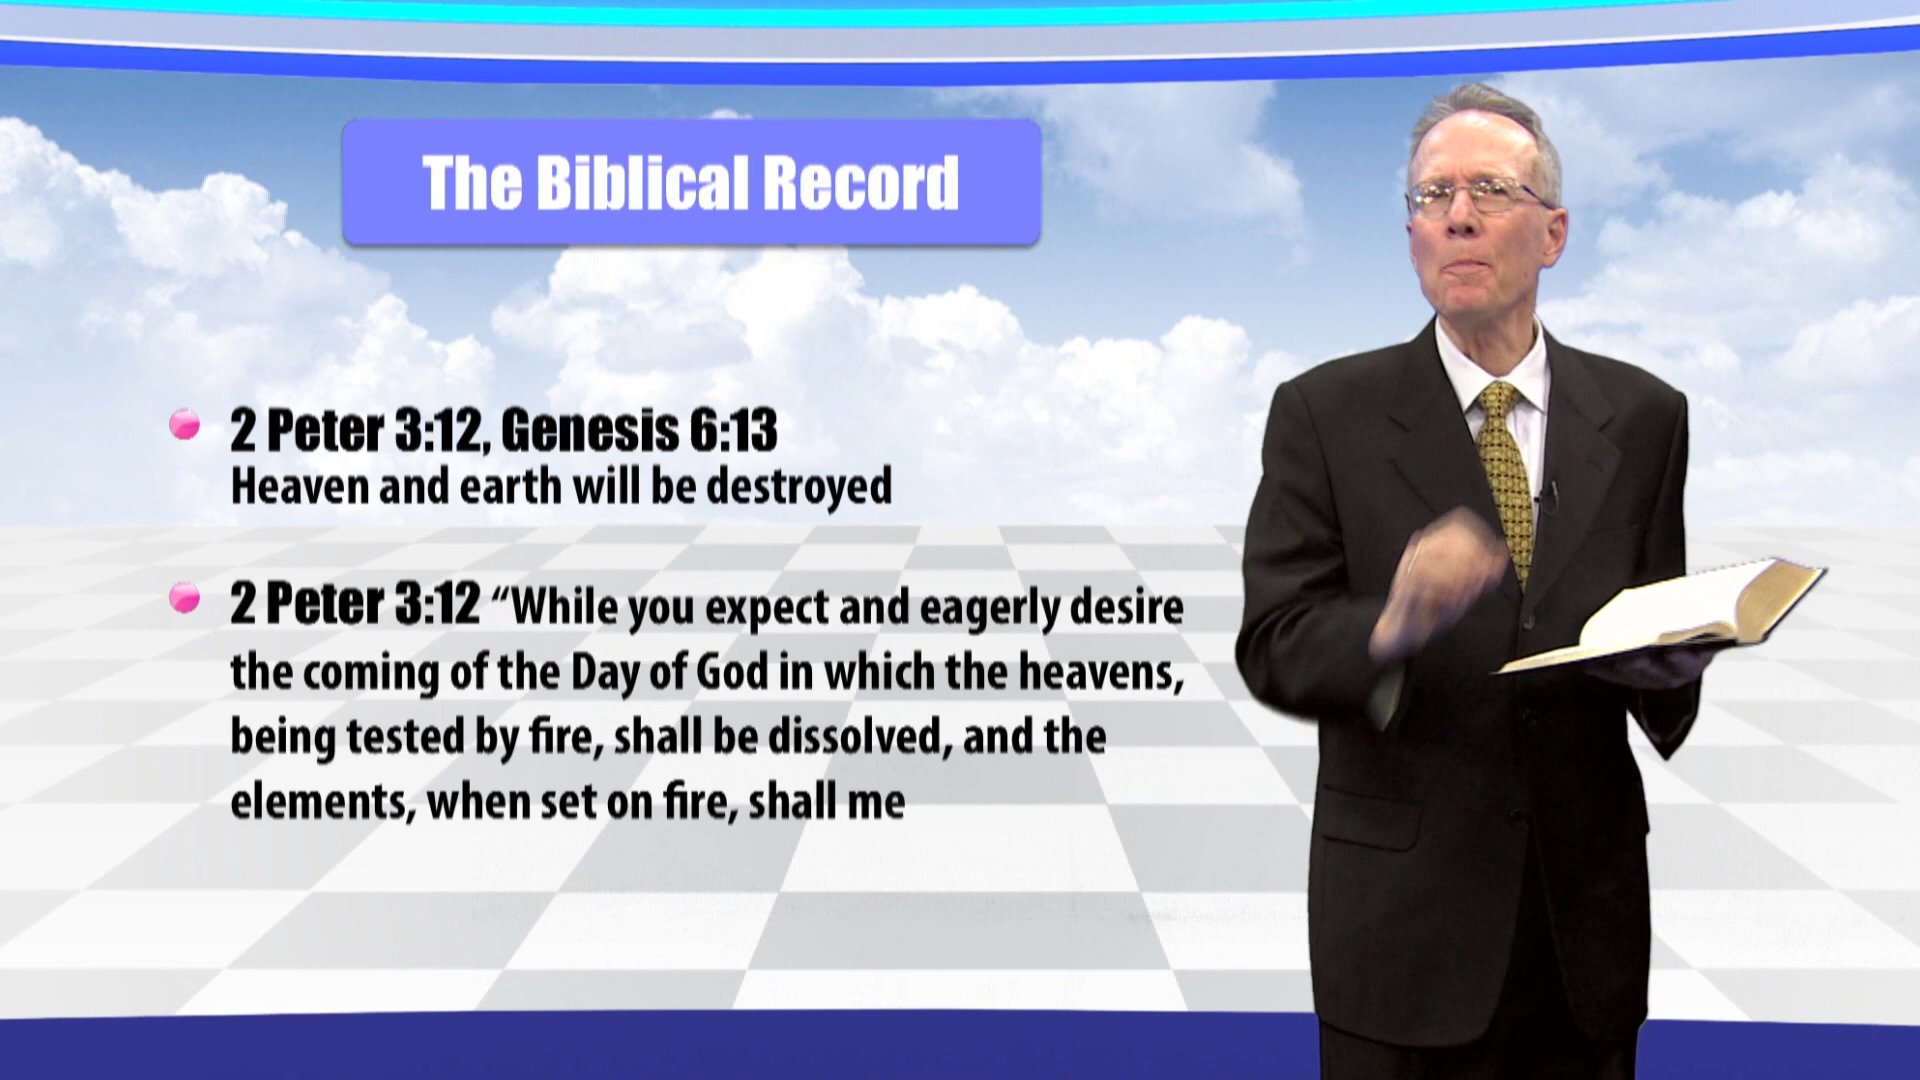 The Biblical Record
2 Peter 3:12, Genesis 6:13
Heaven and earth will be destroyed
2 Peter 3:12 “While you expect and eagerly desire
the coming of the Day of God in which the heavens,
being tested by fire, shall be dissolved, and the
elements, when set on fire, shall me